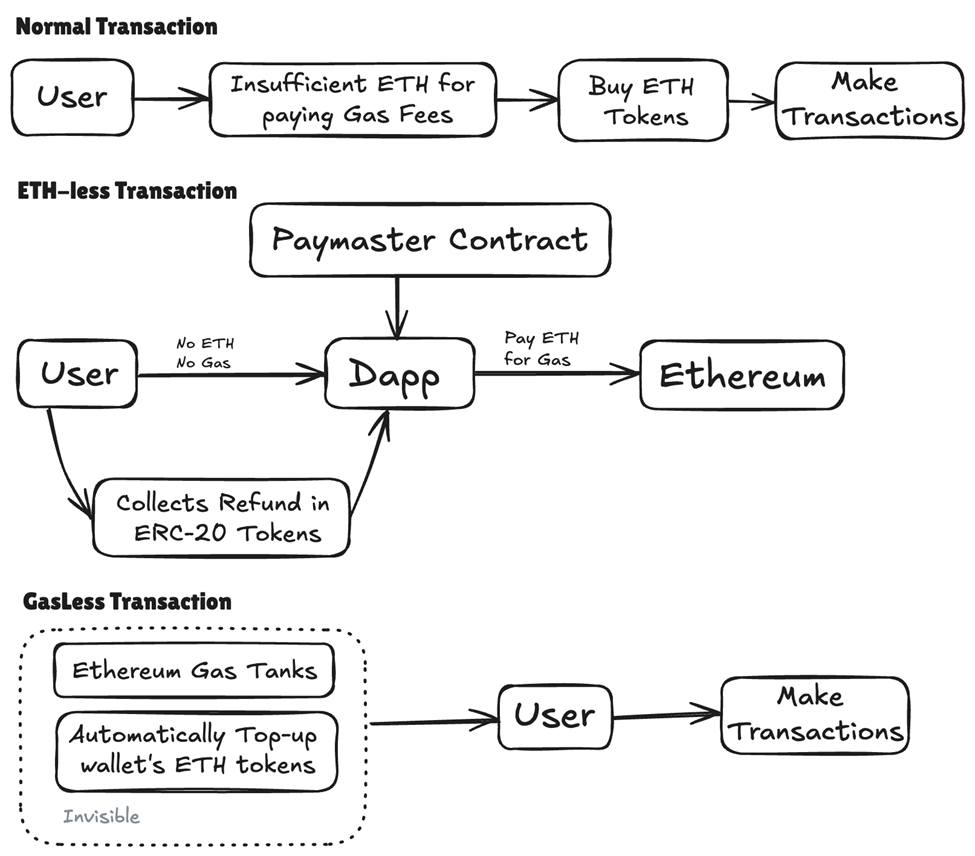 Normal Transaction
User
Insufficient ETH for
paying Gas Fees
Buy ETH
Tokens
Make
Transactions
ETH-less Transaction
Paymaster Contract
User
No ETH
No Gas
Dapp
Pay ETH
for Gas
Ethereum
Collects Refund in
ERC-20 Tokens
GasLess Transaction
Ethereum Gas Tanks
Automatically Top-up
wallet's ETH tokens
Invisible
User
Make
Transactions